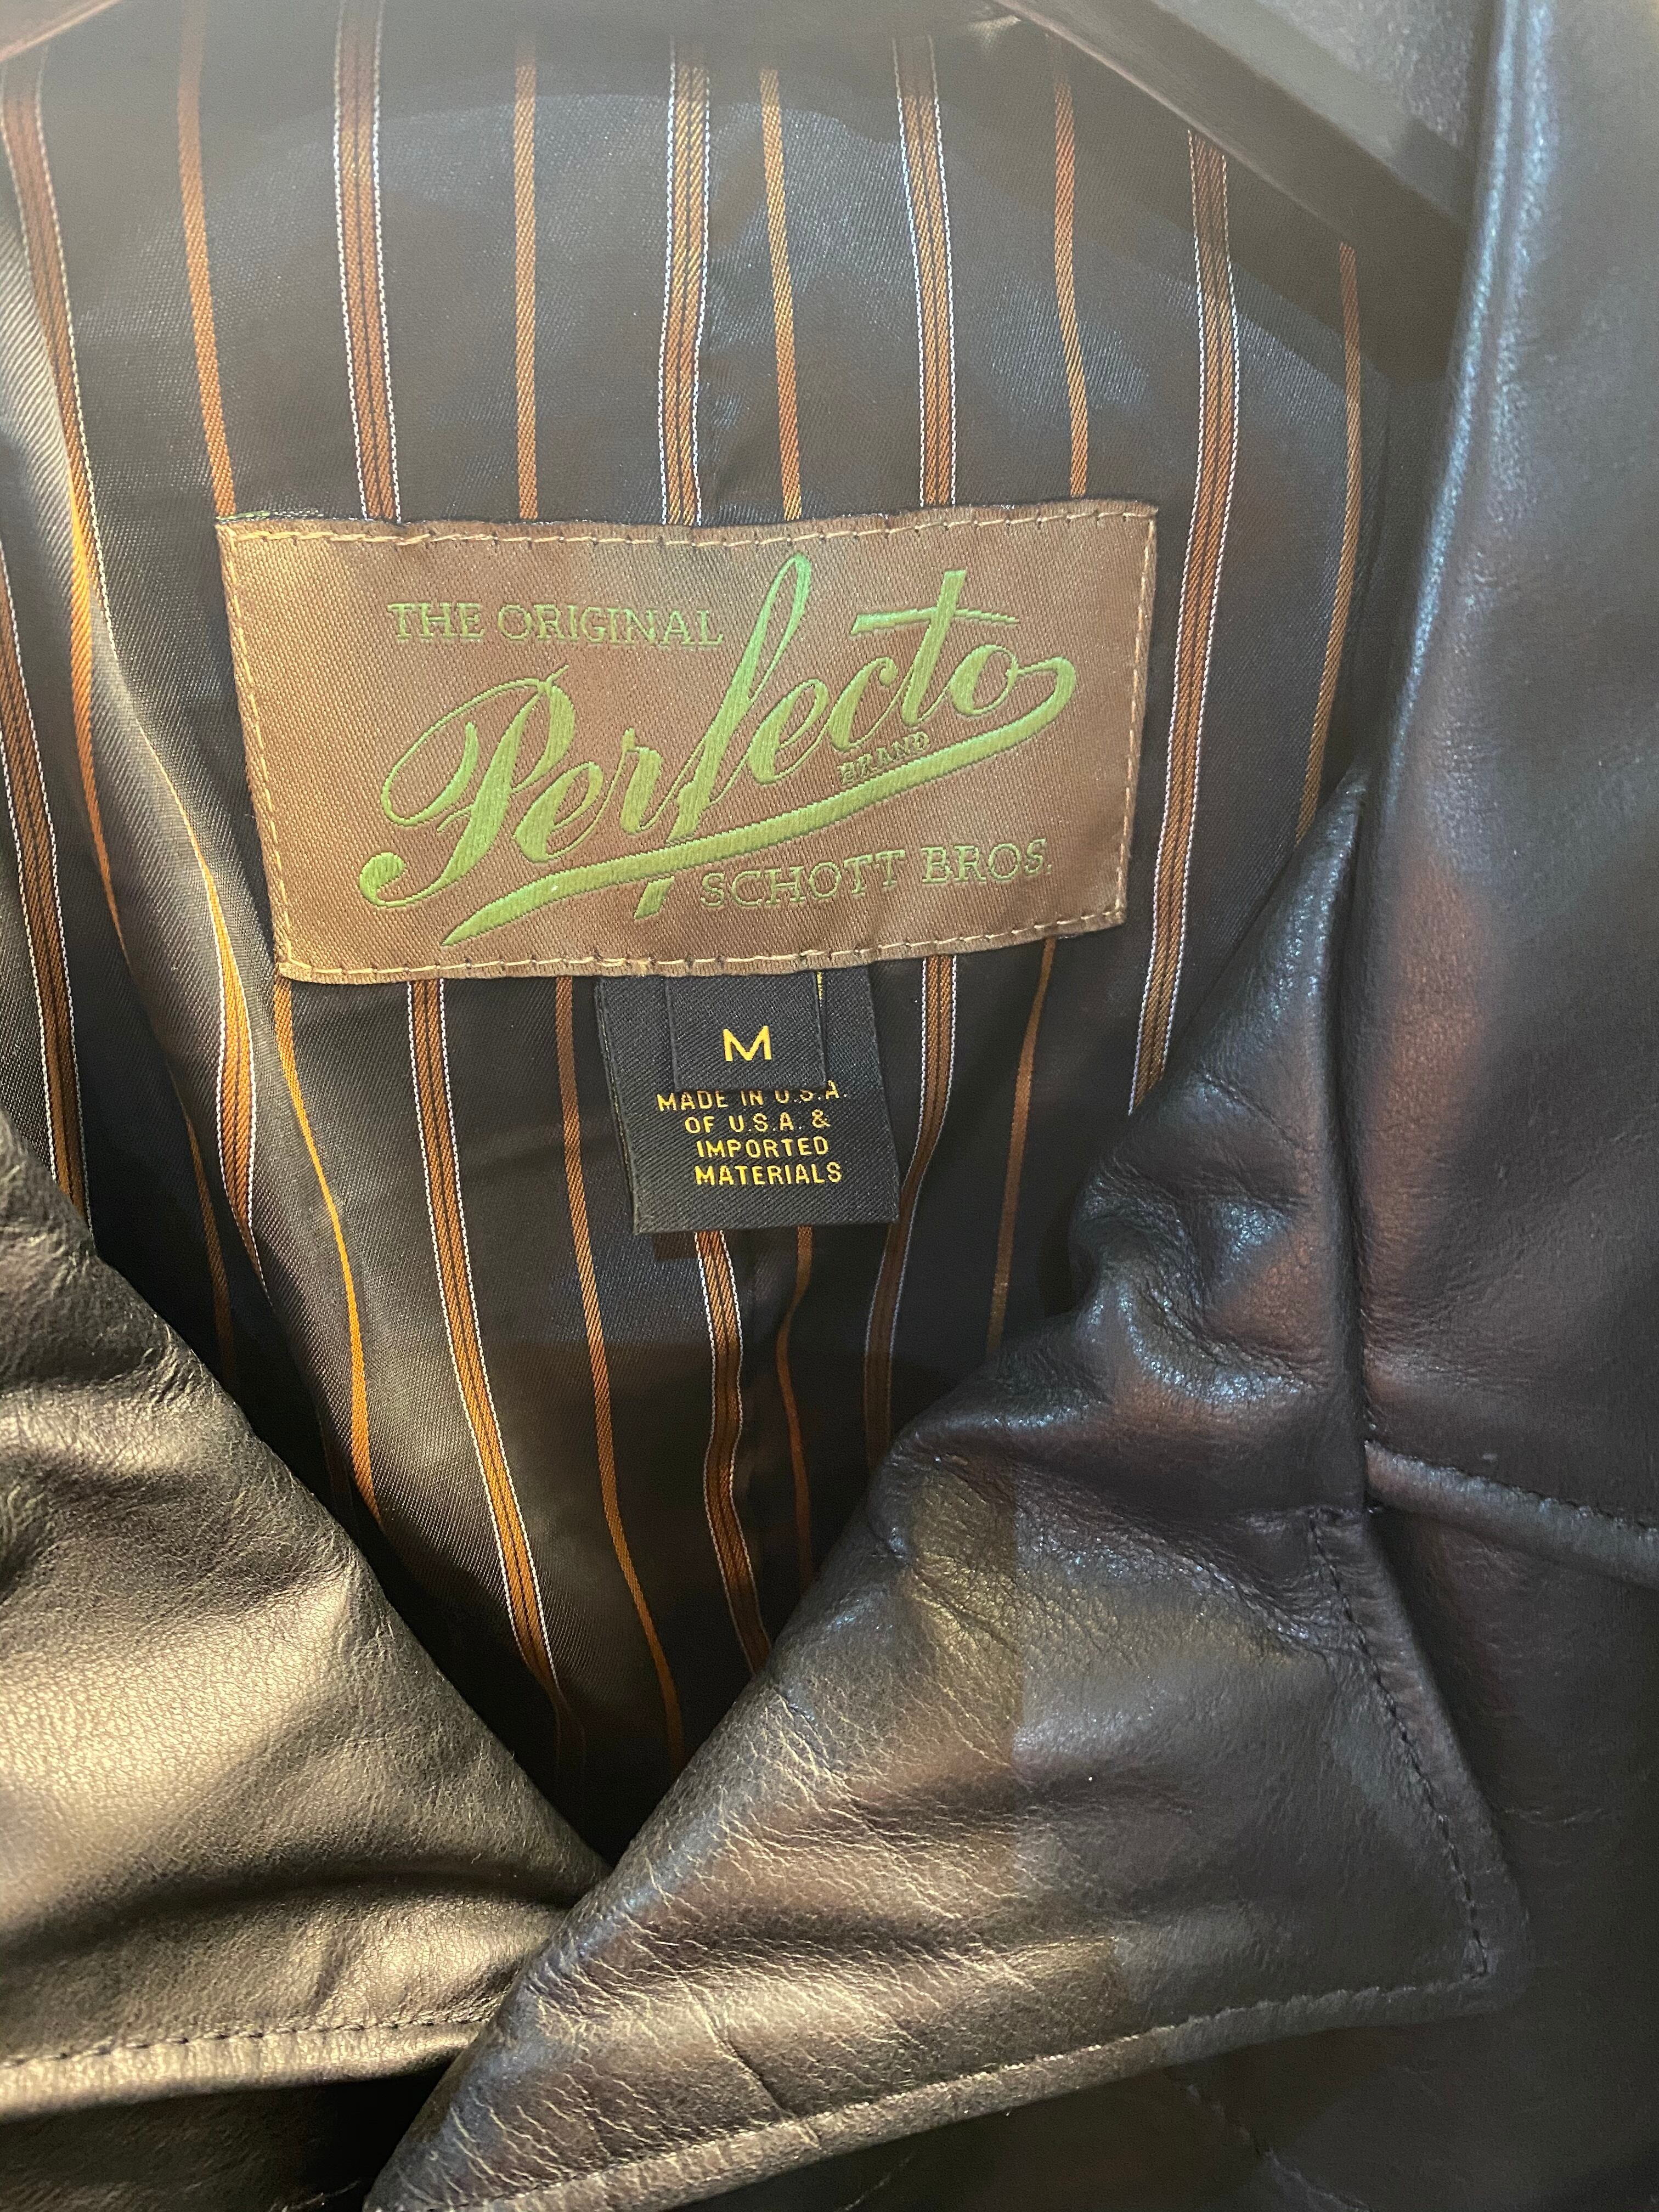 THE ORIGINAL
Perfecto
BRAND
SCHOTT BROS.
M
MADE IN U.S.A.
OF U.S.A. &
IMPORTED
MATERIALS